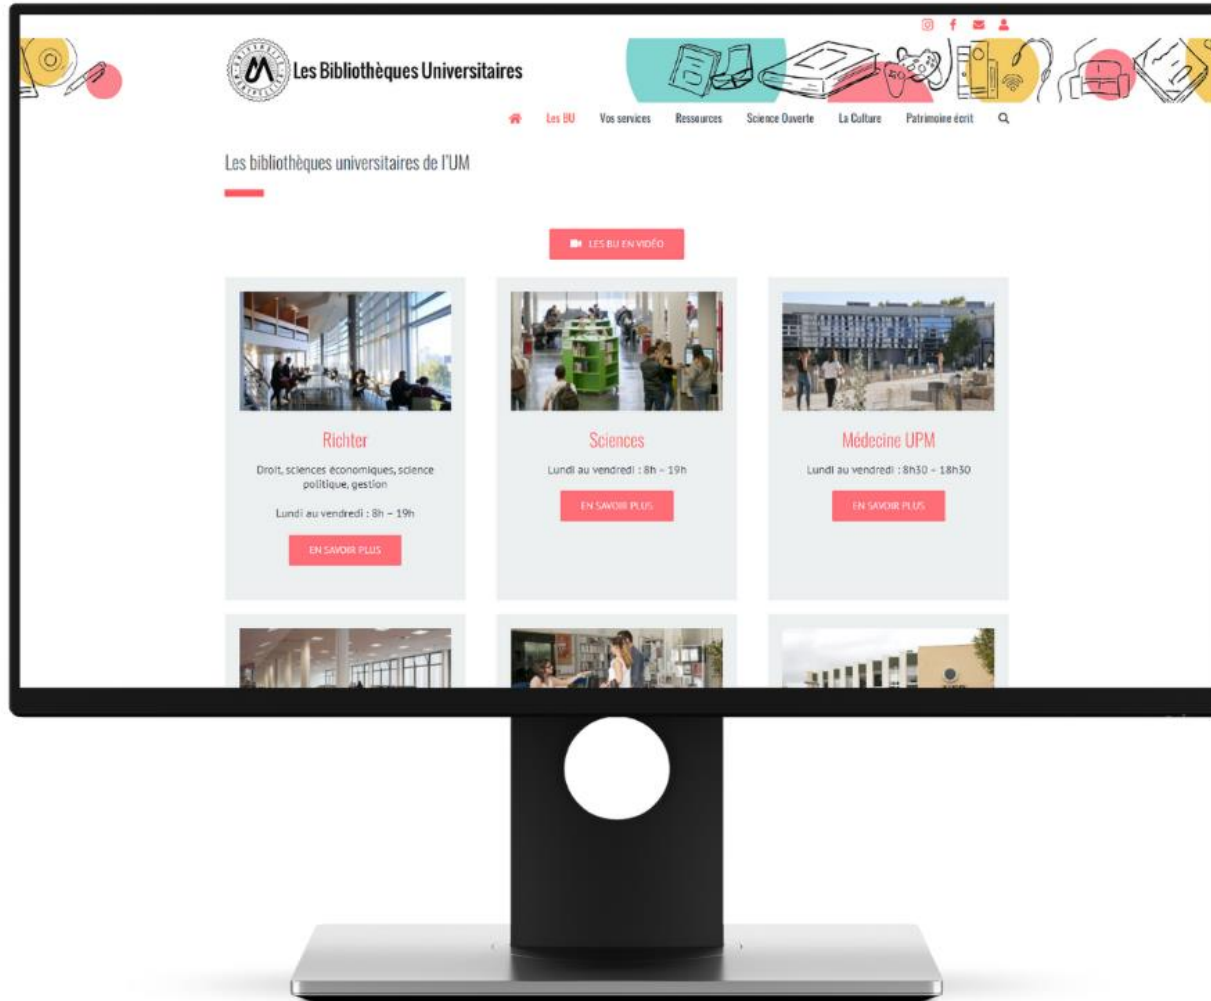 Les Bibliothèques Universitaires
Les BU Vos services Ressources Science Ouverte La Culture Patrimoine écrit
Les bibliothèques universitaires de l'UM
LES BU EN VIDÉO
Richter
Droit, sciences économiques, science
politique, gestion
Lundi au vendredi : 8h – 19h
EN SAVOIR PLUS
Sciences
Lundi au vendredi : 8h – 19h
EN SAVOIR PLUS
Médecine UPM
Lundi au vendredi : 8h30 – 18h30
EN SAVOIR PLUS